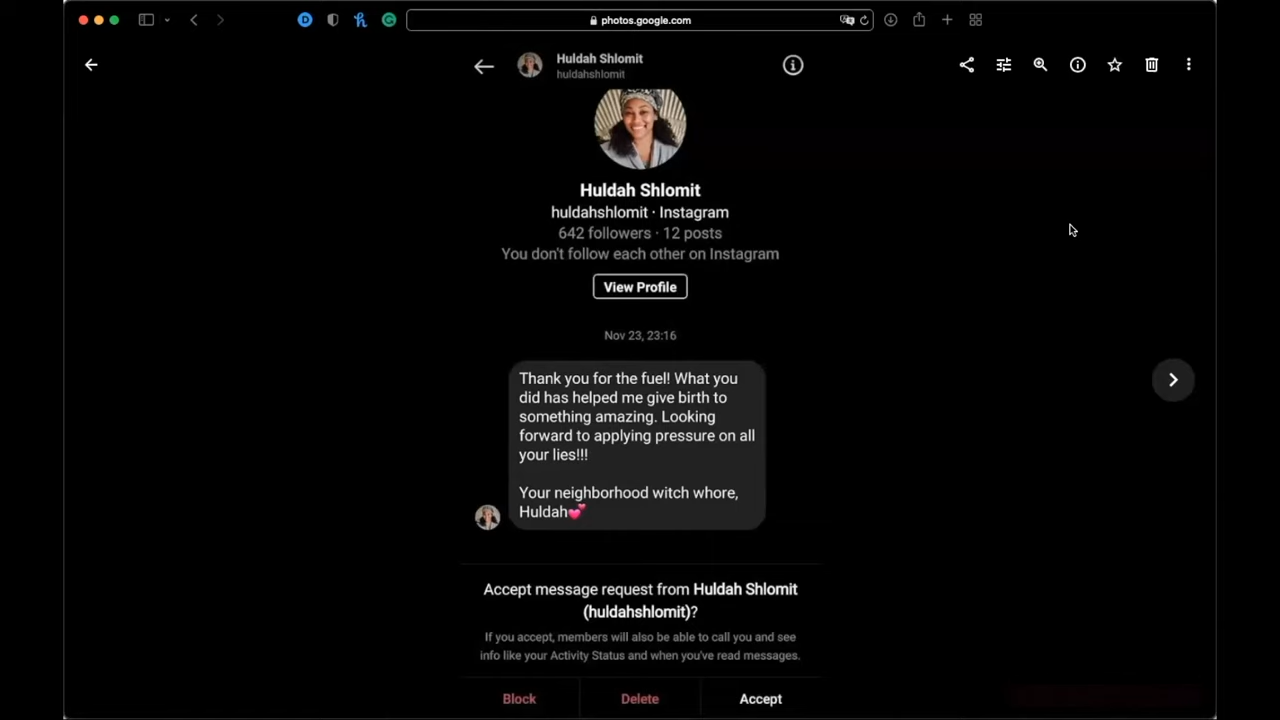 photos.google.com
Huldah Shlomit
huldahshlomit
Huldah Shlomit
huldahshlomit · Instagram
642 followers · 12 posts
You don't follow each other on Instagram
View Profile
Nov 23, 23:16
Thank you for the fuel! What you
did has helped me give birth to
something amazing. Looking
forward to applying pressure on all
your lies!!!
Your neighborhood witch whore,
Huldah💕
Accept message request from Huldah Shlomit
(huldahshlomit)?
If you accept, members will also be able to call you and see
info like your Activity Status and when you've read messages.
Block
Delete
Accept